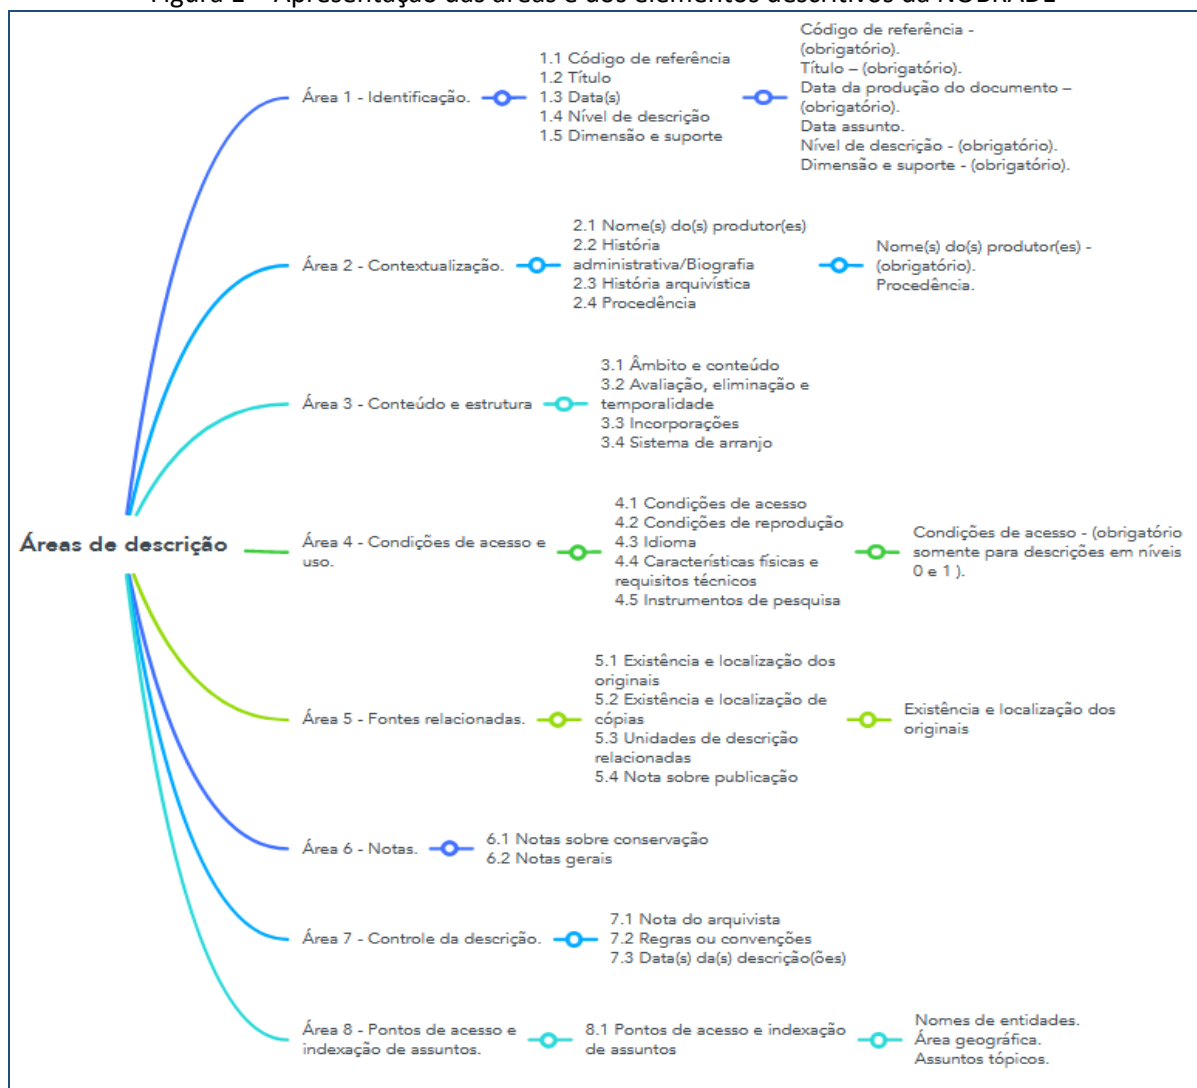 Figura 1 – Apresentação das áreas e dos elementos descritivos da NOBRADE
Áreas de descrição
Área 1 - Identificação.
1.1 Código de referência
1.2 Título
1.3 Data(s)
1.4 Nível de descrição
1.5 Dimensão e suporte
Código de referência -
(obrigatório).
Título – (obrigatório).
Data da produção do documento –
(obrigatório).
Data assunto.
Nível de descrição - (obrigatório).
Dimensão e suporte - (obrigatório).
Área 2 - Contextualização.
2.1 Nome(s) do(s) produtor(es)
2.2 História
administrativa/Biografia
2.3 História arquivística
2.4 Procedência
Nome(s) do(s) produtor(es) -
(obrigatório).
Procedência.
Área 3 - Conteúdo e estrutura
3.1 Âmbito e conteúdo
3.2 Avaliação, eliminação e
temporalidade
3.3 Incorporações
3.4 Sistema de arranjo
Área 4 - Condições de acesso e
uso.
4.1 Condições de acesso
4.2 Condições de reprodução
4.3 Idioma
4.4 Características físicas e
requisitos técnicos
4.5 Instrumentos de pesquisa
Condições de acesso - (obrigatório
somente para descrições em níveis
0 e 1 ).
Área 5 - Fontes relacionadas.
5.1 Existência e localização dos
originais
5.2 Existência e localização de
cópias
5.3 Unidades de descrição
relacionadas
5.4 Nota sobre publicação
Existência e localização dos
originais
Área 6 - Notas.
6.1 Notas sobre conservação
6.2 Notas gerais
Área 7 - Controle da descrição.
7.1 Nota do arquivista
7.2 Regras ou convenções
7.3 Data(s) da(s) descrição(ões)
Área 8 - Pontos de acesso e
indexação de assuntos.
8.1 Pontos de acesso e indexação
de assuntos
Nomes de entidades.
Área geográfica.
Assuntos tópicos.